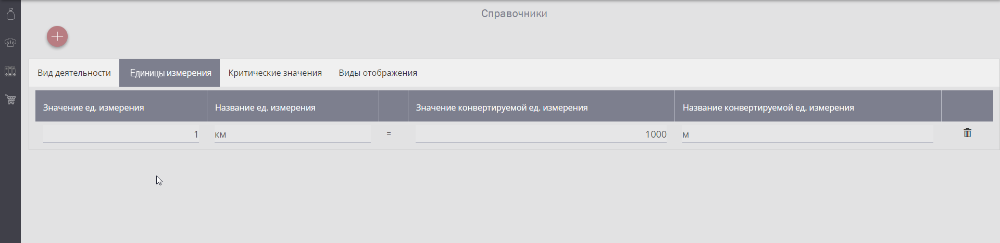 Справочники
Вид деятельности Единицы измерения Критические значения Виды отображения
Значение ед. измерения Название ед. измерения Значение конвертируемой ед. измерения Название конвертируемой ед. измерения
1 км = 1000 м